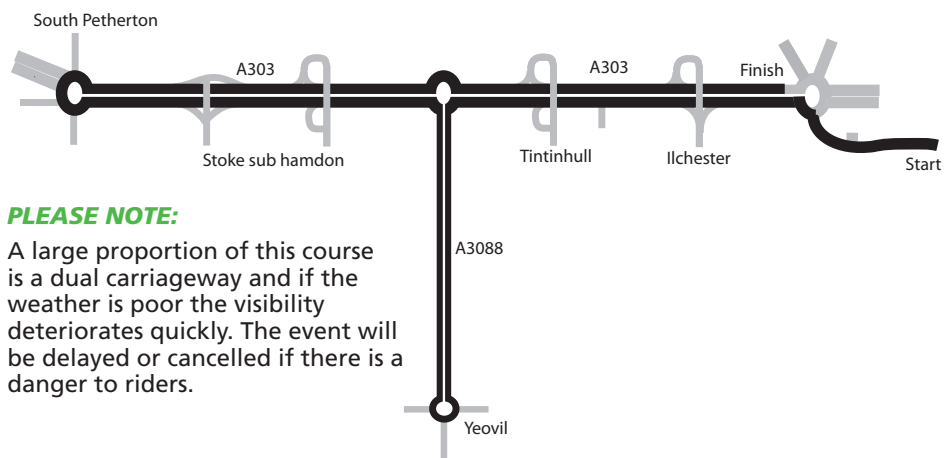 South Petherton
A303
A303
Finish
Stoke sub hamdon
Tintinhull
Ilchester
Start
PLEASE NOTE:
A large proportion of this course
is a dual carriageway and if the
weather is poor the visibility
deteriorates quickly. The event will
be delayed or cancelled if there is a
danger to riders.
A3088
Yeovil